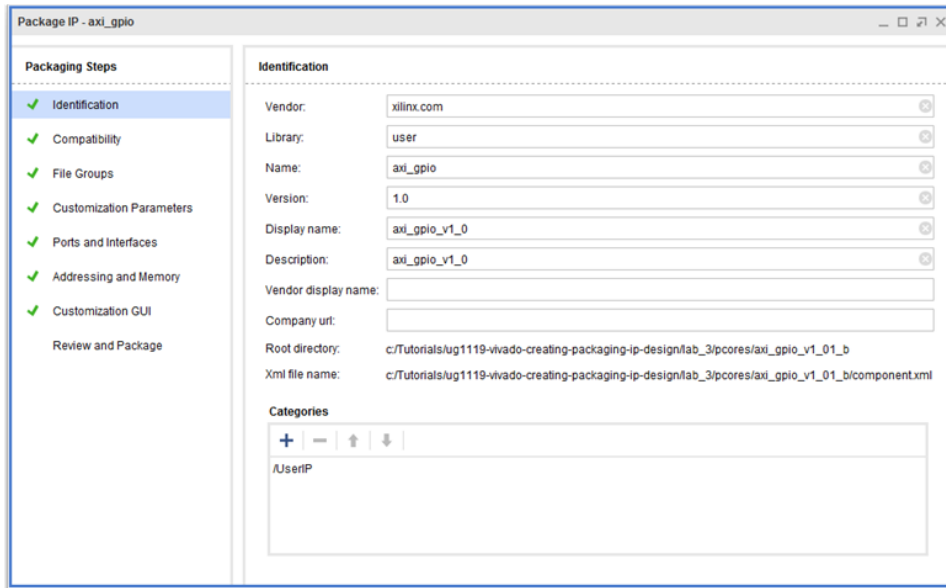 Package IP - axi_gpio
Packaging Steps
Identification
Compatibility
File Groups
Customization Parameters
Ports and Interfaces
Addressing and Memory
Customization GUI
Review and Package
Identification
Vendor: xilinx.com
Library: user
Name: axi_gpio
Version: 1.0
Display name: axi_gpio_v1_0
Description: axi_gpio_v1_0
Vendor display name:
Company url:
Root directory: c:/Tutorials/ug1119-vivado-creating-packaging-ip-design/lab_3/pcores/axi_gpio_v1_01_b
Xml file name: c:/Tutorials/ug1119-vivado-creating-packaging-ip-design/lab_3/pcores/axi_gpio_v1_01_b/component.xml
Categories
/UserIP